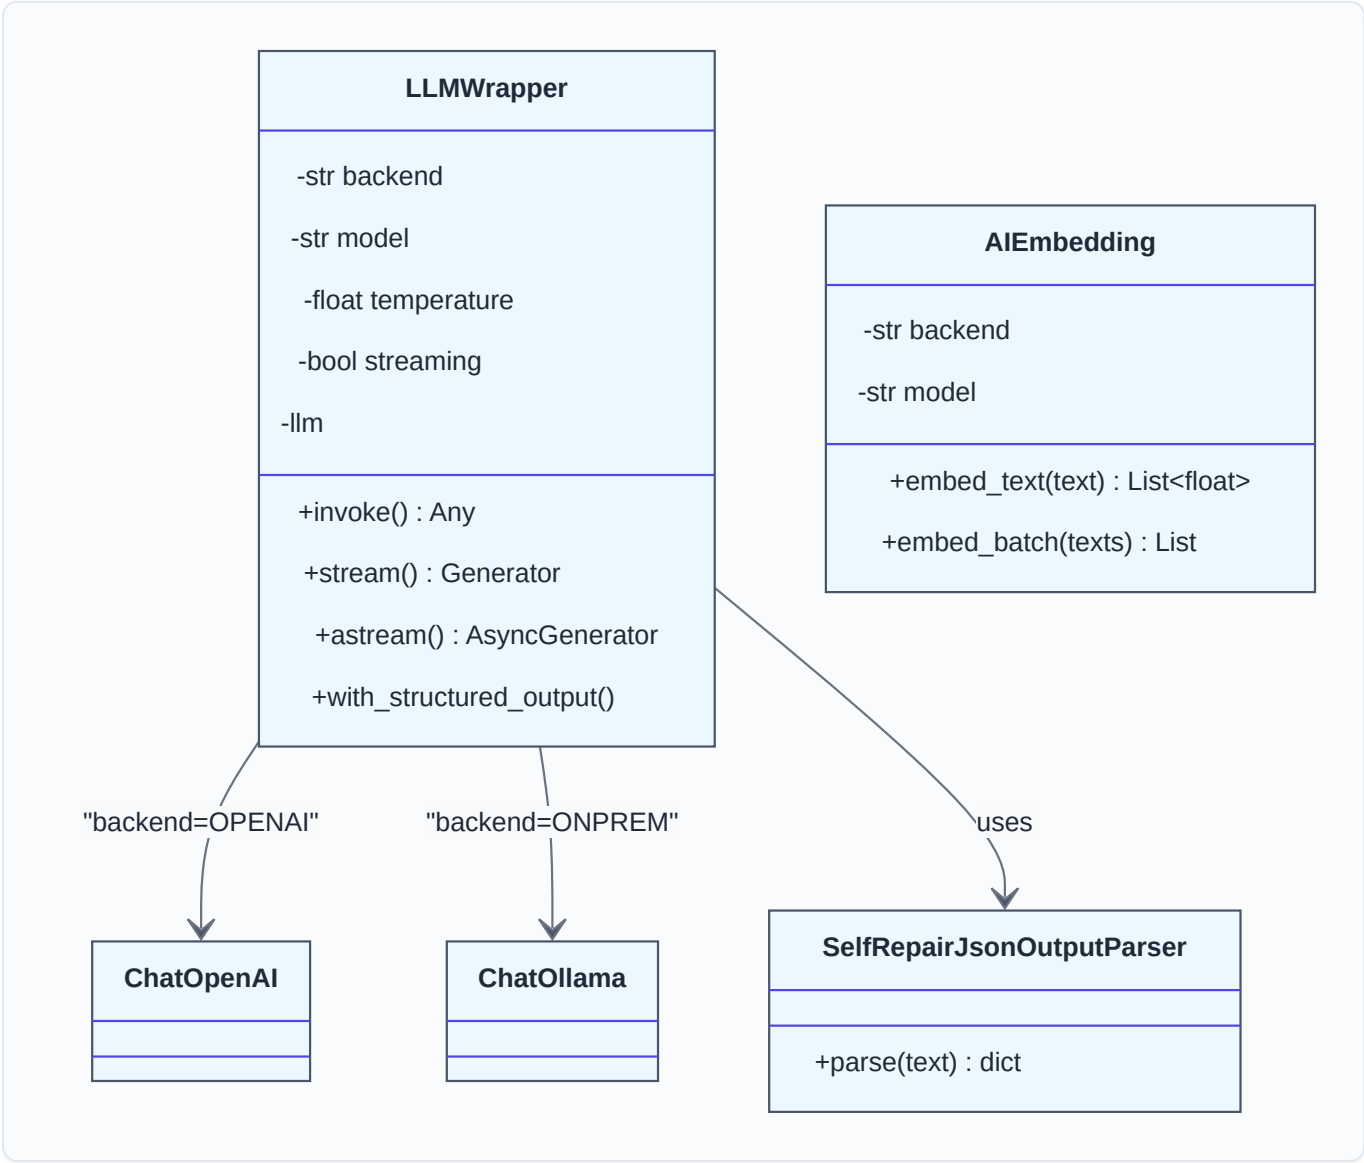 LLMWrapper
-str backend
-str model
-float temperature
-bool streaming
-llm
+invoke() : Any
+stream() : Generator
+astream() : AsyncGenerator
+with_structured_output()
AIEmbedding
-str backend
-str model
+embed_text(text) : List<float>
+embed_batch(texts) : List
"backend=OPENAI"
"backend=ONPREM"
uses
ChatOpenAI
ChatOllama
SelfRepairJsonOutputParser
+parse(text) : dict